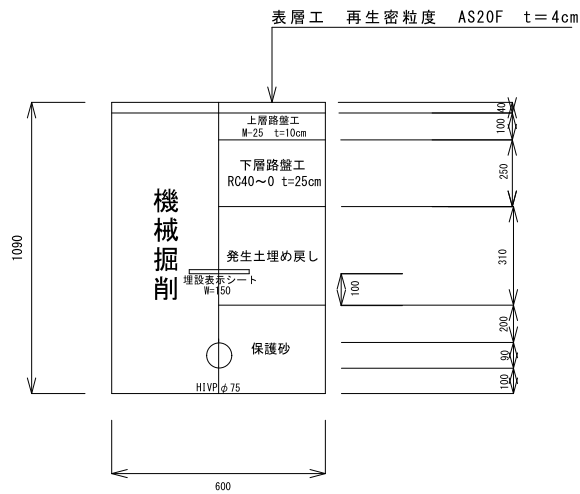 表層工　再生密粒度　AS20F　t＝4cm
上層路盤工
M-25　t=10cm
下層路盤工
RC40～0 t=25cm
機械掘削
発生土埋め戻し
埋設表示シート
W=150
保護砂
HIVPφ75
1090
600
40
100
250
310
100
200
90
100